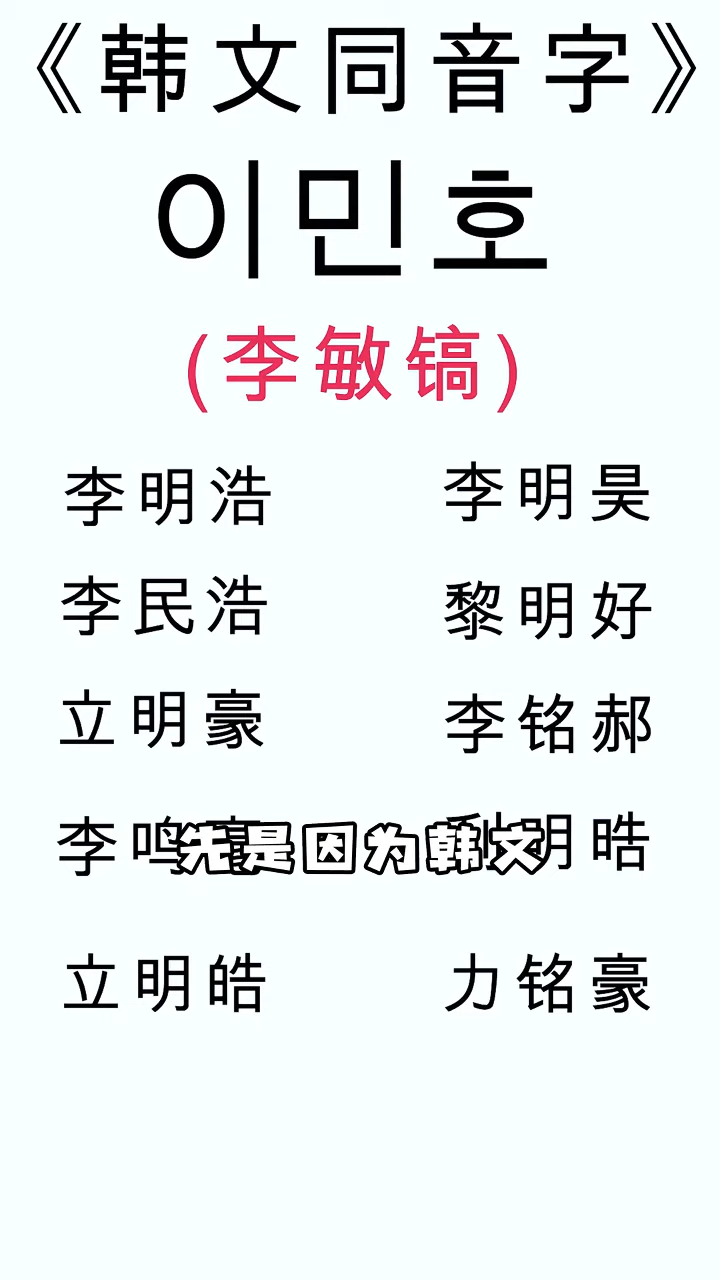 《韩文同音字》
이민호
(李敏镐)
李明浩 李明昊
李民浩 黎明好
立明豪 李铭郝
李鸣 明晧
先是因为韩文
立明皓 力铭豪